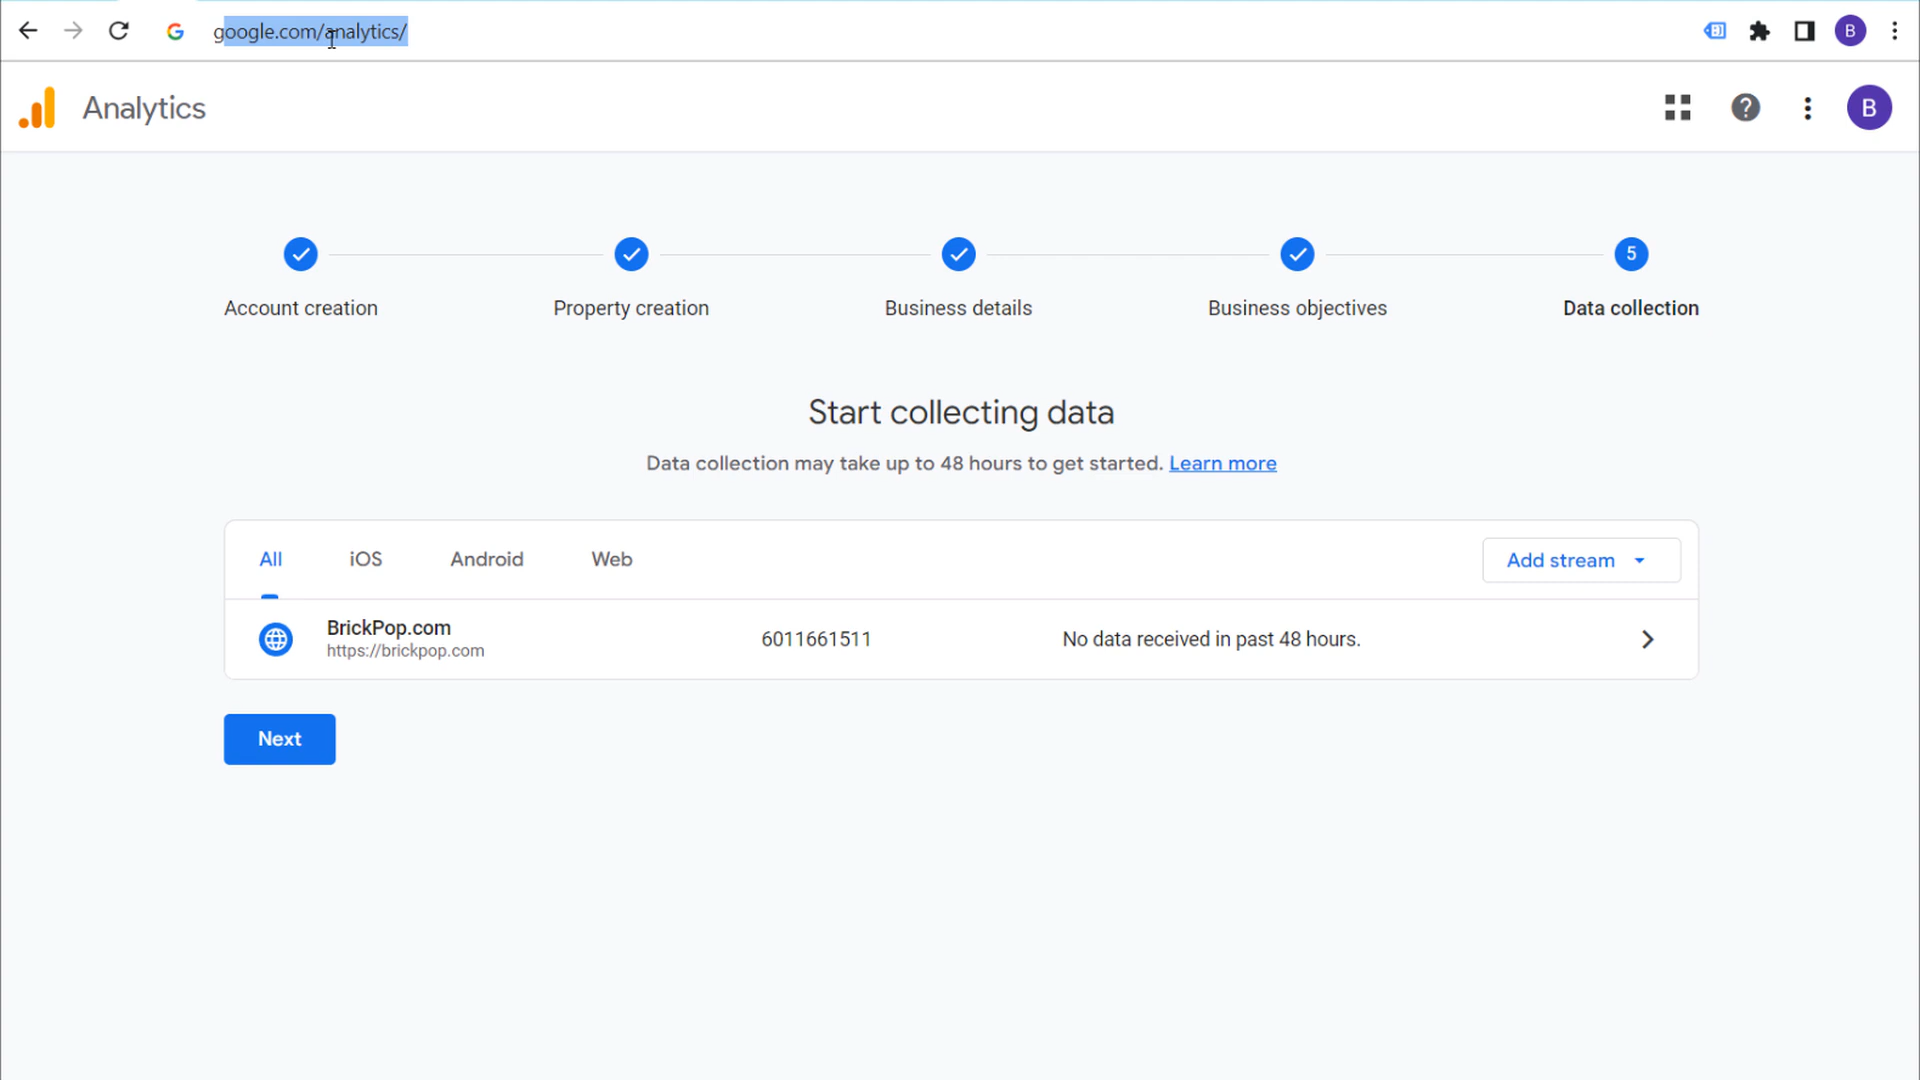 google.com/analytics/
B
Analytics
B
5
Account creation
Property creation
Business details
Business objectives
Data collection
Start collecting data
Data collection may take up to 48 hours to get started. Learn more
All
iOS
Android
Web
Add stream
BrickPop.com
https://brickpop.com
6011661511
No data received in past 48 hours.
Next